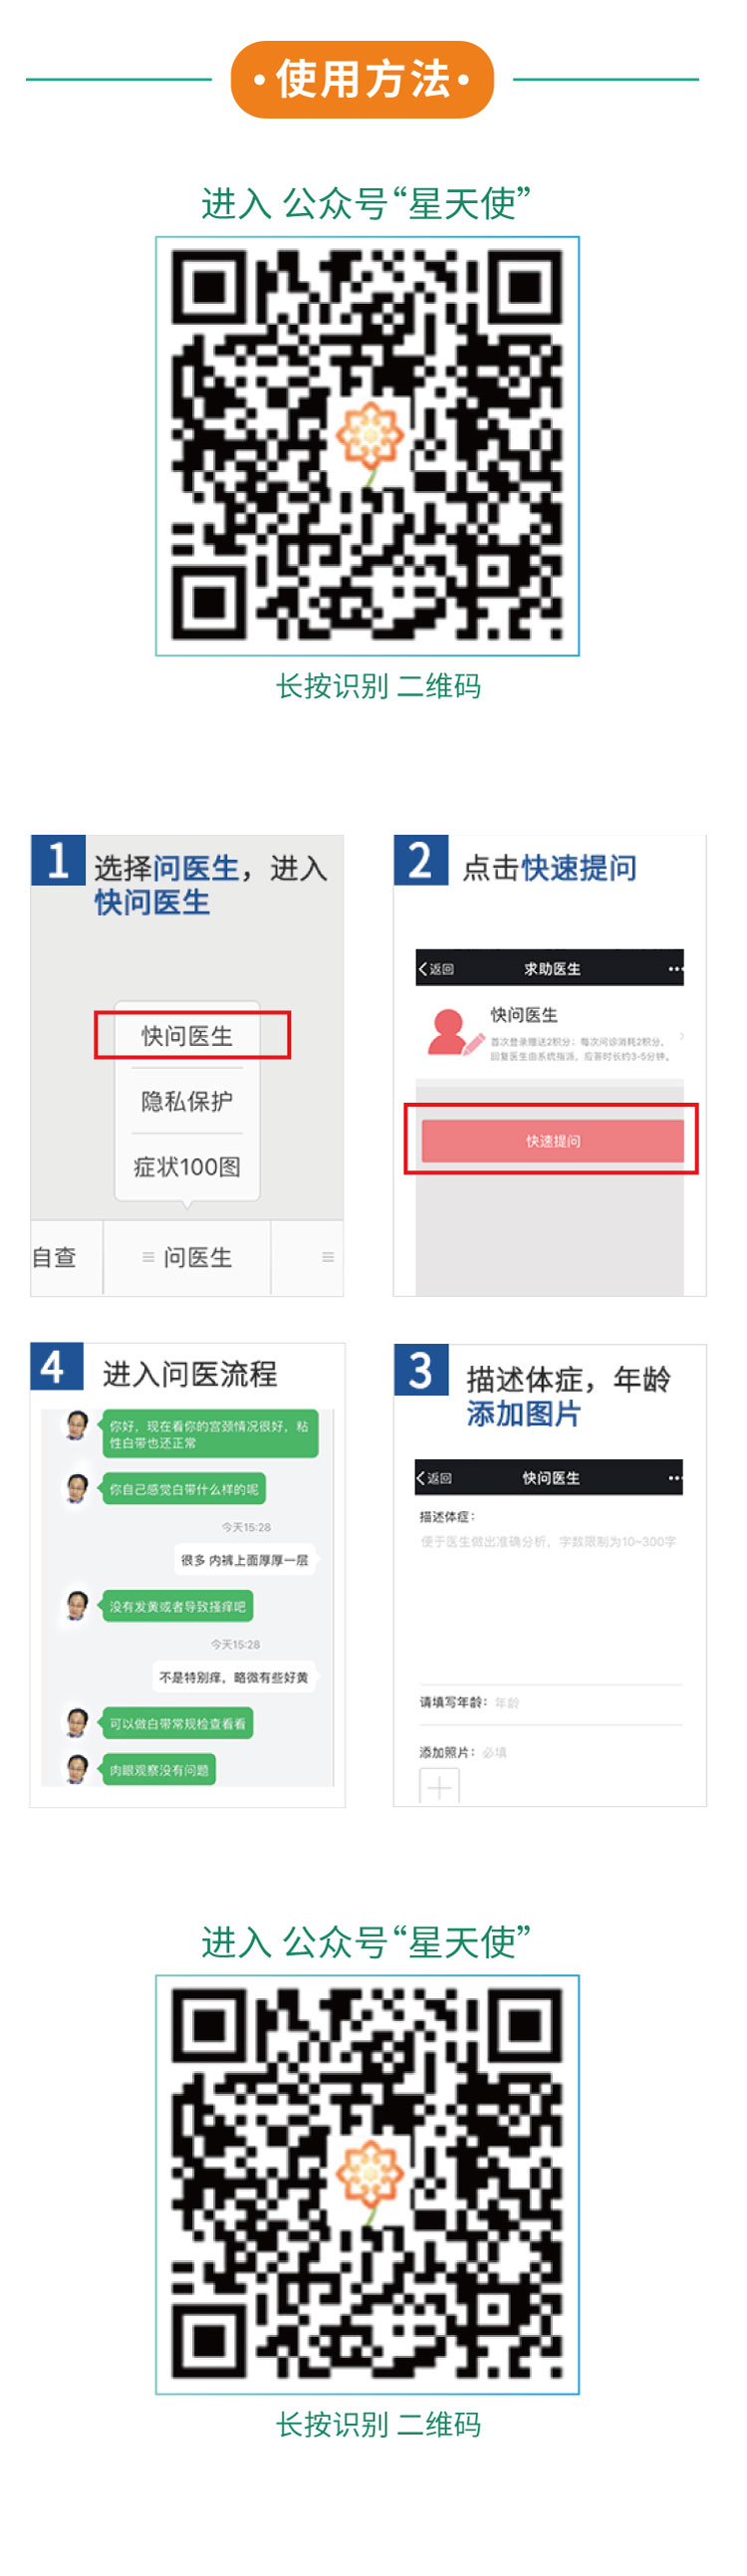 ·使用方法·
进入 公众号“星天使”
长按识别 二维码
1
选择问医生，进入
快问医生
快问医生
隐私保护
症状100图
自查
问医生
2
点击快速提问
返回 求助医生
快问医生
首次登录赠送2积分；每次问诊消耗2积分，
回复医生由系统指派，应答时长约3-5分钟。
快速提问
4
进入问医流程
你好，现在看你的宫颈情况很好，粘
性白带也还正常
你自己感觉白带什么样的呢
今天15:28
很多 内裤上面厚厚一层
没有发黄或者导致搔痒吧
今天15:28
不是特别痒，略微有些好黄
可以做白带常规检查看看
肉眼观察没有问题
3
描述体症，年龄
添加图片
返回 快问医生
描述体症：
便于医生做出准确分析，字数限制为10~300字
请填写年龄：年龄
添加照片：必填
进入 公众号“星天使”
长按识别 二维码